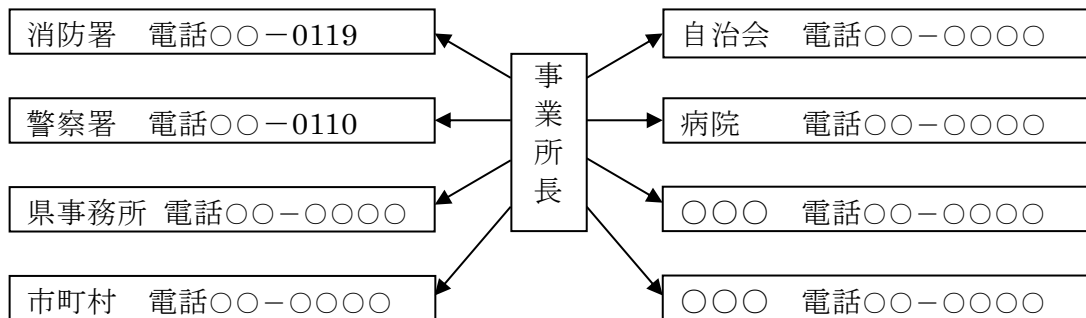 消防署　電話○○－0119
警察署　電話○○－0110
県事務所 電話○○－○○○○
市町村　電話○○－○○○○
事業所長
自治会　電話○○－○○○○
病院　　電話○○－○○○○
○○○　電話○○－○○○○
○○○　電話○○－○○○○